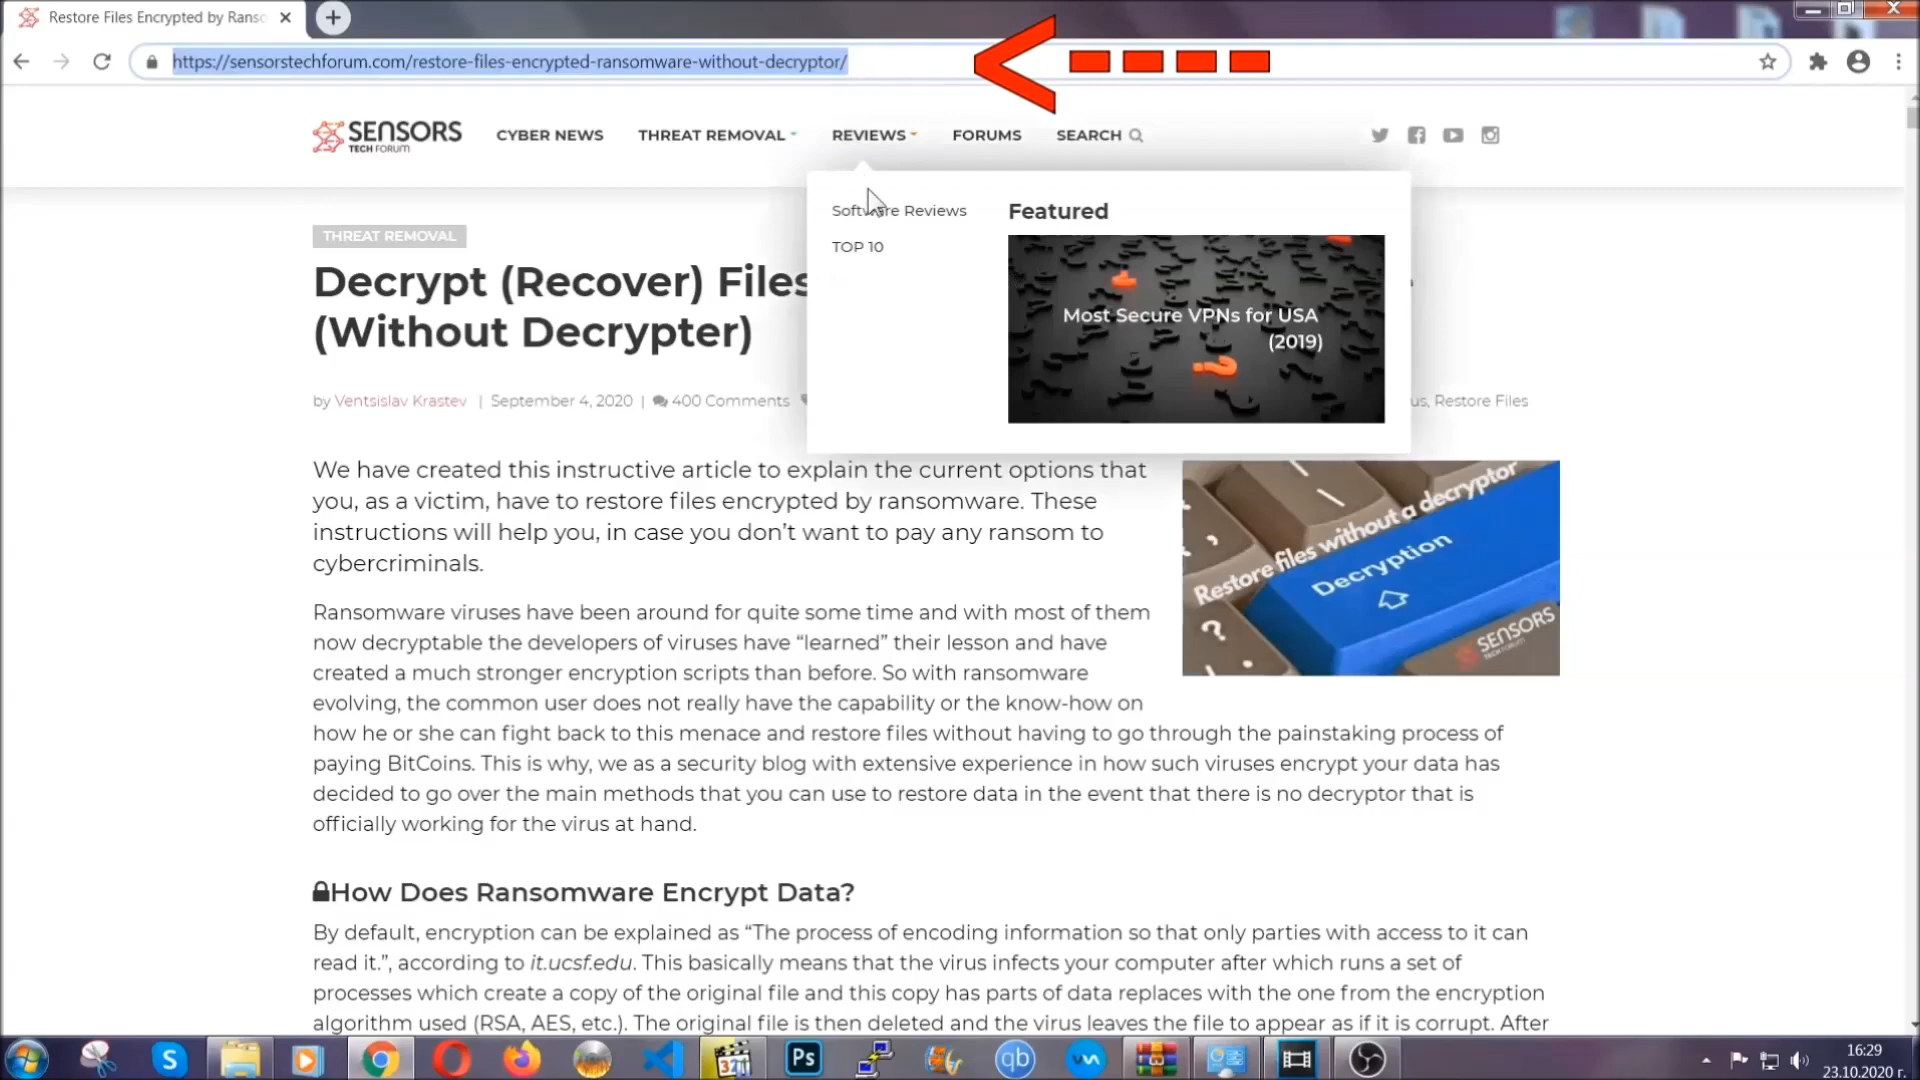 Restore Files Encrypted by Ranso
https://sensorstechforum.com/restore-files-encrypted-ransomware-without-decryptor/
SENSORS
TECH FORUM
CYBER NEWS THREAT REMOVAL REVIEWS FORUMS SEARCH
Software Reviews
TOP 10
Featured
Most Secure VPNs for USA
(2019)
THREAT REMOVAL
Decrypt (Recover) Files
(Without Decrypter)
by Ventsislav Krastev | September 4, 2020 | 400 Comments
us, Restore Files
We have created this instructive article to explain the current options that
you, as a victim, have to restore files encrypted by ransomware. These
instructions will help you, in case you don’t want to pay any ransom to
cybercriminals.
Restore files without a decryptor
Decryption
SENSORS
TECH FORUM
Ransomware viruses have been around for quite some time and with most of them
now decryptable the developers of viruses have “learned” their lesson and have
created a much stronger encryption scripts than before. So with ransomware
evolving, the common user does not really have the capability or the know-how on
how he or she can fight back to this menace and restore files without having to go through the painstaking process of
paying BitCoins. This is why, we as a security blog with extensive experience in how such viruses encrypt your data has
decided to go over the main methods that you can use to restore data in the event that there is no decryptor that is
officially working for the virus at hand.
How Does Ransomware Encrypt Data?
By default, encryption can be explained as “The process of encoding information so that only parties with access to it can
read it.”, according to it.ucsf.edu. This basically means that the virus infects your computer after which runs a set of
processes which create a copy of the original file and this copy has parts of data replaces with the one from the encryption
algorithm used (RSA, AES, etc.). The original file is then deleted and the virus leaves the file to appear as if it is corrupt. After
321
Ps
qb
16:29
23.10.2020 г.